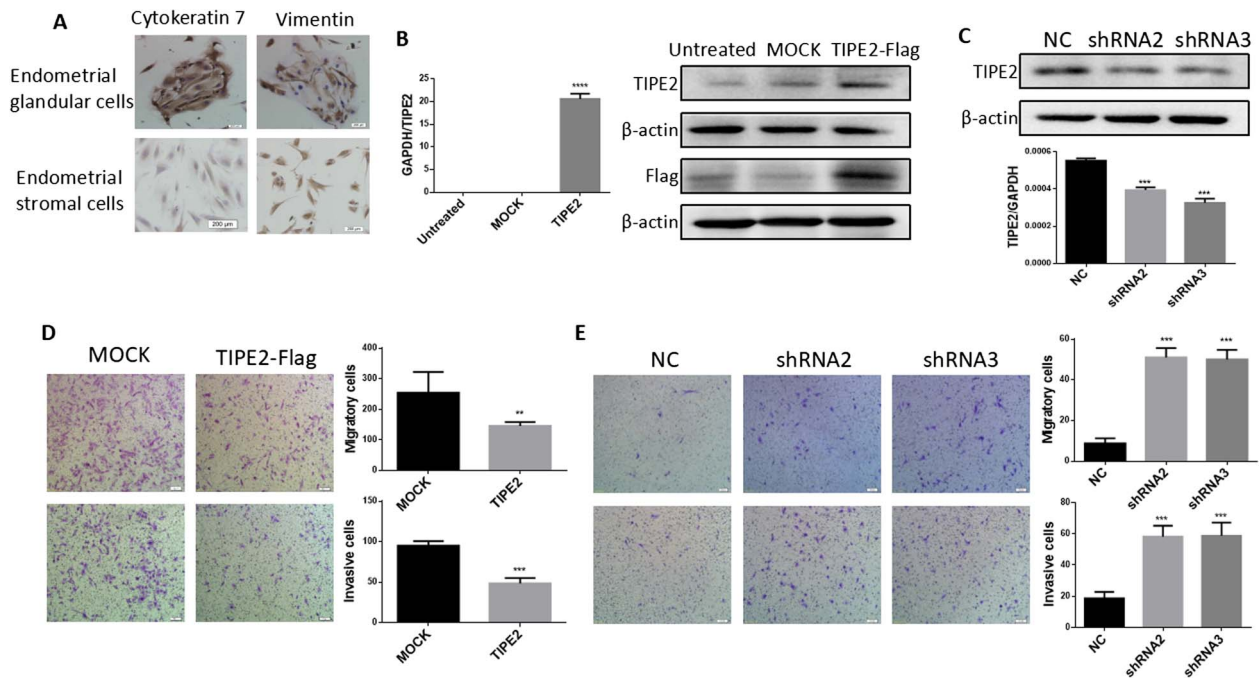 A
Cytokeratin 7 Vimentin
Endometrial
glandular cells
Endometrial
stromal cells
200 μm
B
GAPDH/TIPE2
25
20
15
10
5
0
****
Untreated
MOCK
TIPE2
Untreated MOCK TIPE2-Flag
TIPE2
β-actin
Flag
β-actin
C
NC shRNA2 shRNA3
TIPE2
β-actin
TIPE2/GAPDH
0.0006
0.0004
0.0002
0.0000
***
***
NC
shRNA2
shRNA3
D
MOCK TIPE2-Flag
Migratory cells
400
300
200
100
0
**
MOCK
TIPE2
Invasive cells
150
100
50
0
***
MOCK
TIPE2
E
NC shRNA2 shRNA3
Migratory cells
60
40
20
0
***
***
NC
shRNA2
shRNA3
Invasive cells
80
60
40
20
0
***
***
NC
shRNA2
shRNA3